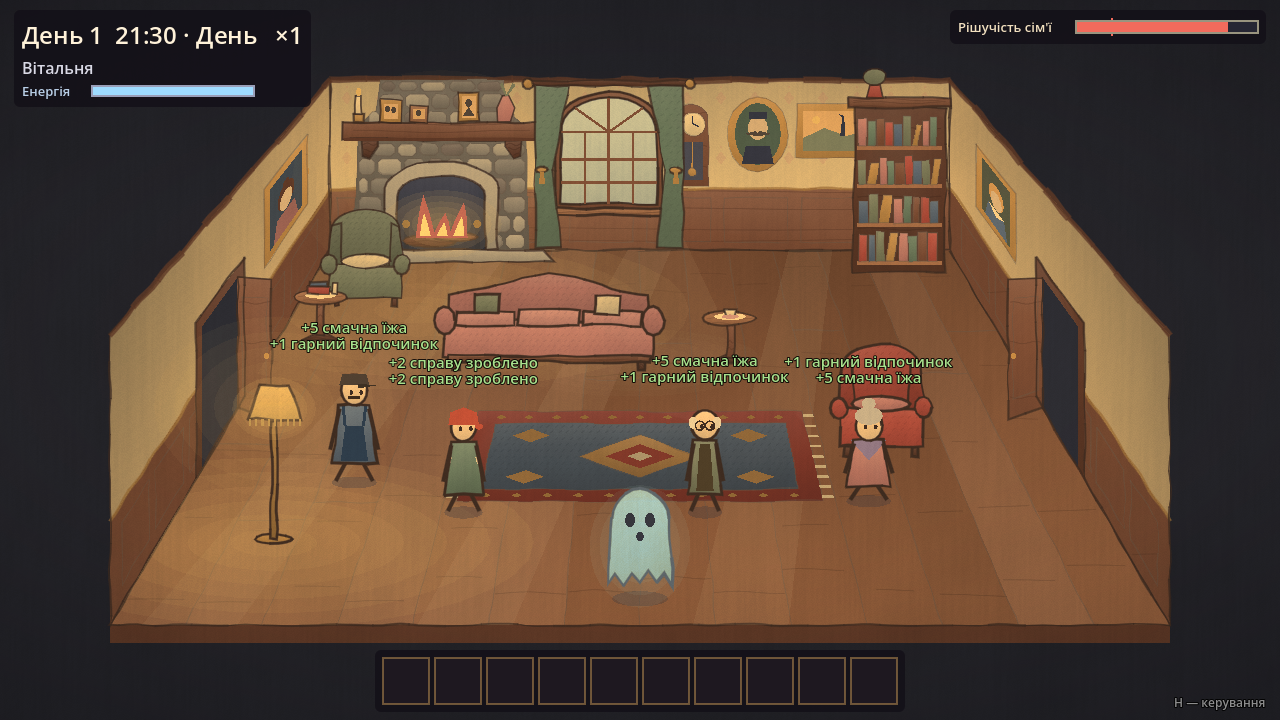 День 1 21:30 · День ×1
Вітальня
Енергія
Рішучість сім'ї
+5 смачна їжа
+1 гарний відпочинок
+2 справу зроблено
+2 справу зроблено
+5 смачна їжа
+1 гарний відпочинок
+1 гарний відпочинок
+5 смачна їжа
H — керування